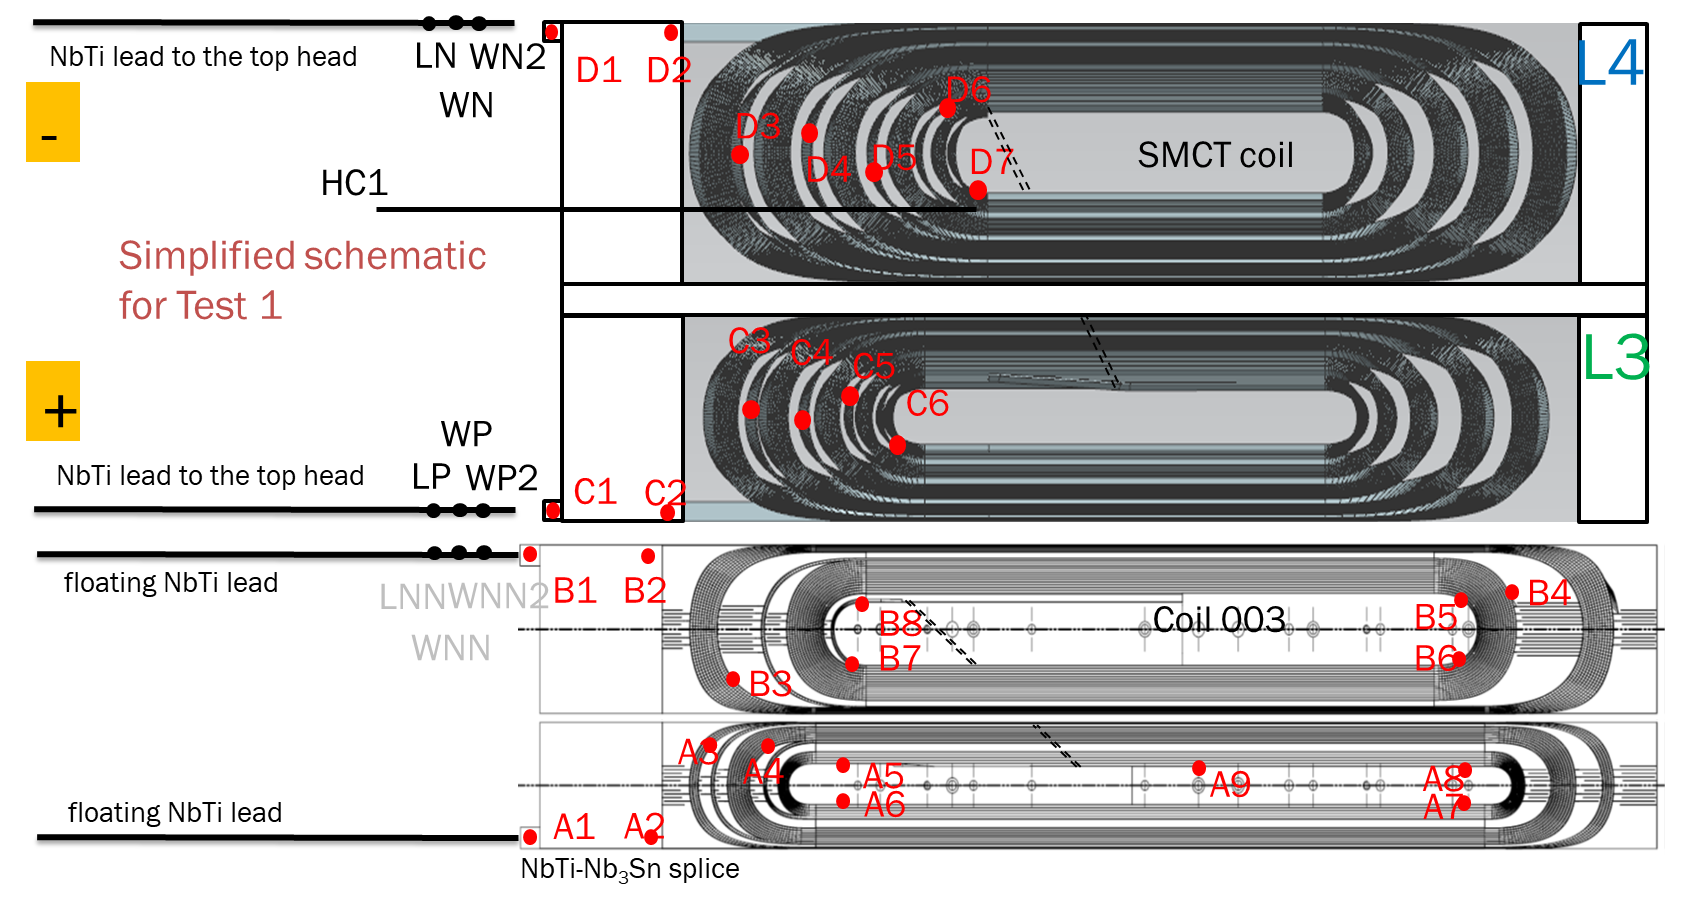 NbTi lead to the top head
LN WN2
WN
D1 D2
D3
D4
D5
D6
D7
SMCT coil
L4
-
HC1
Simplified schematic
for Test 1
+
C3
C4
C5
C6
L3
WP
NbTi lead to the top head
LP WP2
C1 C2
floating NbTi lead
LNNWNN2
WNN
B1 B2
B3
B8
B7
Coil 003
B5
B6
B4
floating NbTi lead
A1 A2
A3
A4
A5
A6
A9
A8
A7
NbTi-Nb₃Sn splice